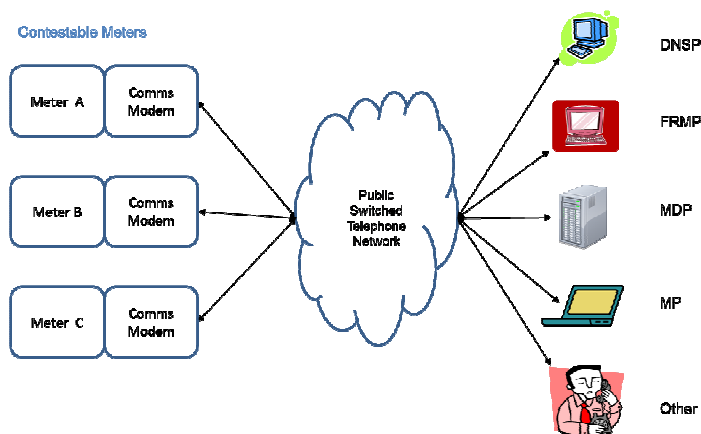 Contestable Meters
Meter A
Comms
Modem
Meter B
Comms
Modem
Meter C
Comms
Modem
Public
Switched
Telephone
Network
DNSP
FRMP
MDP
MP
Other